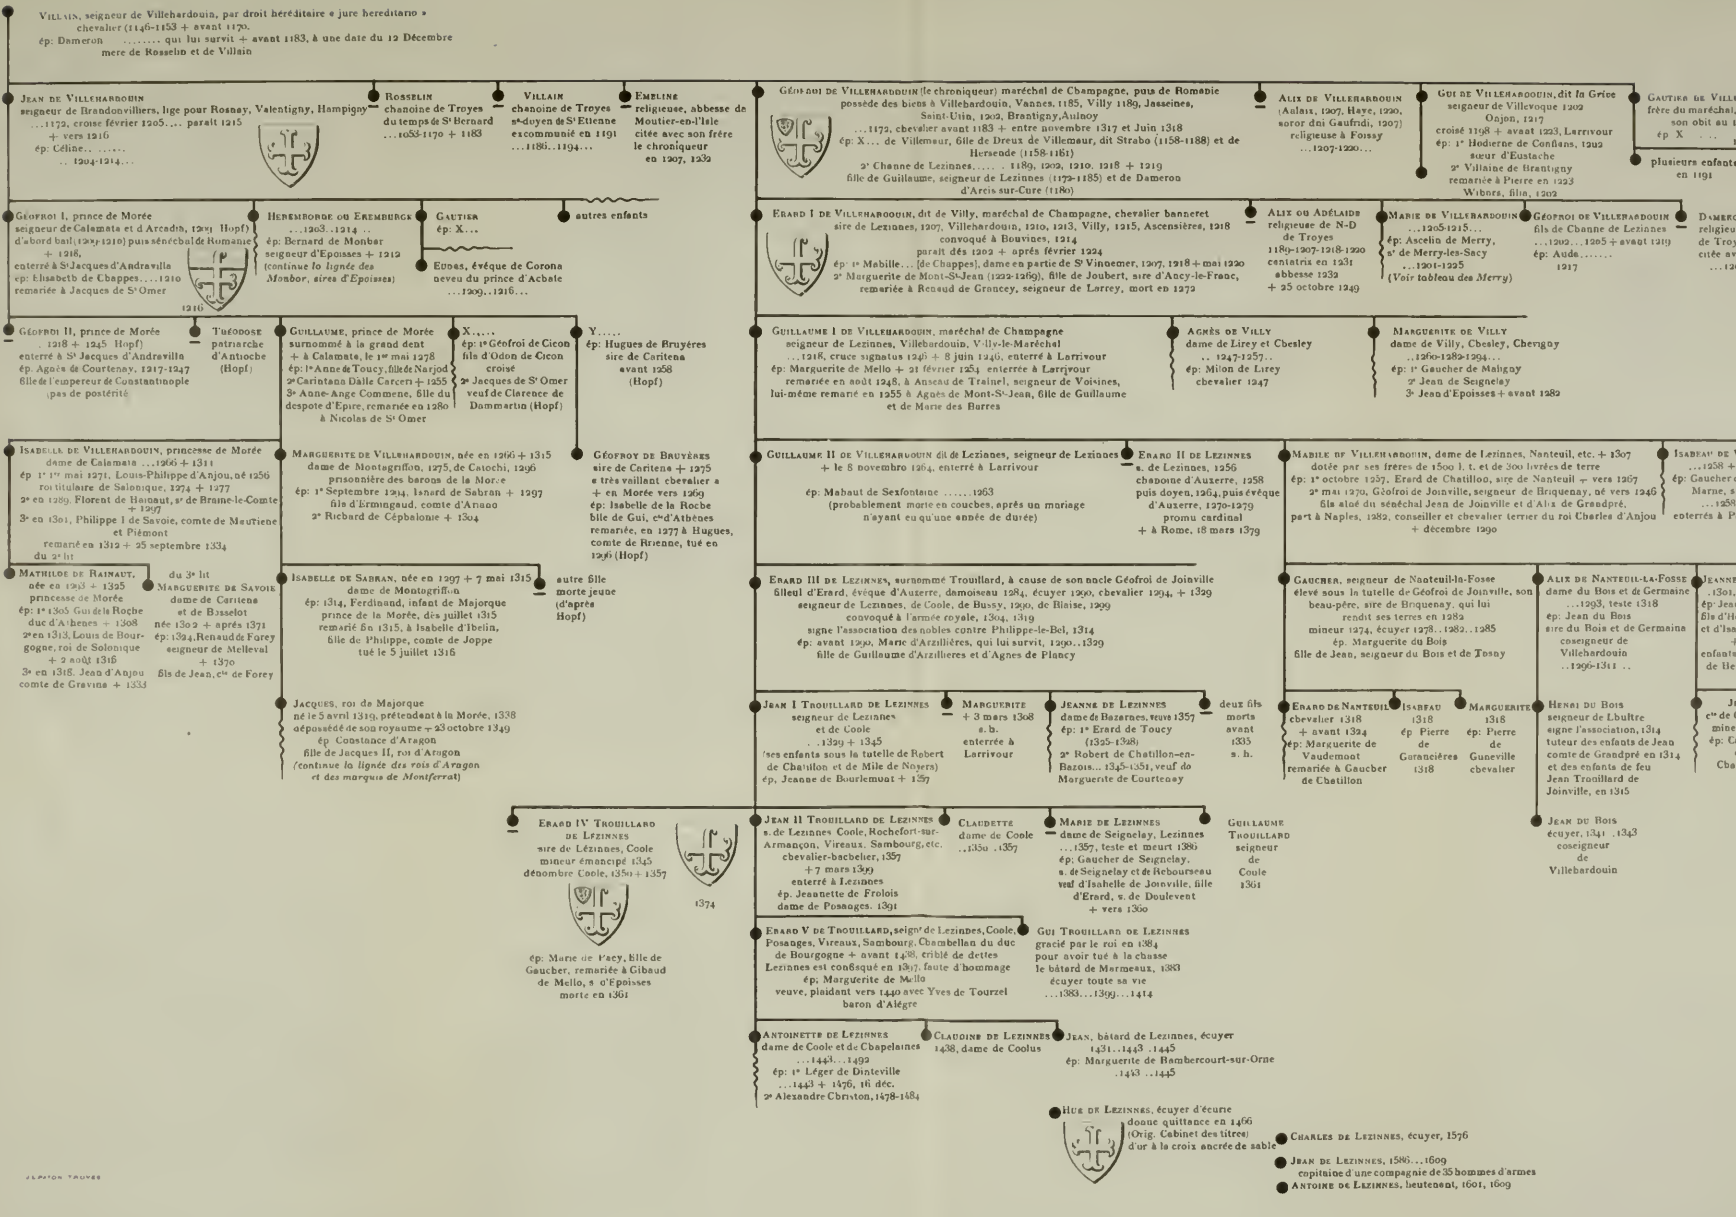 VILLAIN, seigneur de Villehardouin, par droit héréditaire « jure hereditario »
chevalier (1146-1153 + avant 1170,
ép: Dameron ........ qui lui survit + avant 1183, à une date du 12 Décembre
mere de Rosselin et de Villain
JEAN DE VILLEHARDOUIN
seigneur de Brandonvilliers, lige pour Rosnay, Valentigny, Hampigny
...1172, croise février 1205.... parait 1215
+ vers 1216
ép: Céline.. ......
.. 1204-1214...
ROSSELIN
chanoine de Troyes
du temps de St Bernard
...1053-1170 + 1183
VILLAIN
chanoine de Troyes
ss-doyen de St Etienne
excommunié en 1191
...1186..1194...
EMELINE
religieuse, abbesse de
Moutier-en-l'Isle
citée avec son frère
le chroniqueur
en 1207, 1232
GÉOFROI DE VILLEHARDOUIN (le chroniqueur) maréchal de Champagne, puis de Romanie
possède des biens à Villehardouin, Vannes, 1185, Villy 1189, Jasseines,
Saint-Utin, 1202, Brantigny, Aulnoy
...1172, chevalier avant 1183 + entre novembre 1317 et Juin 1318
ép: X... de Villemeur, fille de Dreux de Villemeur, dit Strabo (1158-1188) et de
Hersende (1158-1161)
2° Channe de Lezinnes..... 1189, 1202, 1210, 1218 + 1219
fille de Guillaume, seigneur de Lezinnes (1172-1185) et de Dameron
d'Arcis sur-Cure (1180)
ALIX DE VILLEHARDOUIN
(Aulaix, 1207, Haye, 1220,
soror dni Gaufridi, 1207)
religieuse à Foissy
...1207-1220...
GUI DE VILLEHARDOUIN, dit la Grive
seigneur de Villevoque 1202
Onjon, 1217
croisé 1198 + avant 1223, Larrivour
ép: 1° Hodierne de Conflans, 1202
sœur d'Eustache
2° Villaine de Brantigny
remariée à Pierre en 1223
Wibors, filia, 1202
GAUTIER DE VILLE
frère du maréchal,
son obit au 1
ép X
plusieurs enfants
en 1191
GÉOFROI I, prince de Morée
seigneur de Calamata et d Arcadia, 1209 Hopf)
d'abord bail (1209-1210) puis sénéchal de Romanie
+ 1218,
enterré à St Jacques d'Andravilla
ép: Elisabeth de Chappes....1210
remariée à Jacques de St Omer
1216
HEREMBORGE OU EREMBURGE
...1203..1214 ..
ép: Bernard de Monbar
seigneur d'Epoisses + 1212
(continue la lignée des
Monbar, sires d'Epoisses)
GAUTIER
ép: X...
EUDES, évêque de Corona
neveu du prince d'Achaïe
...1209..1216...
autres enfants
ERARD I DE VILLEHARDOUIN, dit de Villy, maréchal de Champagne, chevalier banneret
sire de Lezinnes, 1207, Villehardouin, 1210, 1213, Villy, 1215, Ascensières, 1218
convoqué à Bouvines, 1214
parait dès 1202 + après février 1224
ép: 1° Mabille... [de Chappes], dame en partie de St Vinnemer, 1207, 1218 + mai 1220
2° Marguerite de Mont-St-Jean (1222-1269), fille de Joubert, sire d'Ancy-le-Franc,
remariée à Renaud de Grancey, seigneur de Larrey, mort en 1272
ALIX OU ADÉLAIDE
religieuse de N-D
de Troyes
1189-1207-1218-1220
centatrix en 1231
abbesse 1232
+ 25 octobre 1249
MARIE DE VILLEHARDOUIN
...1205-1215...
ép: Ascelin de Merry,
sr de Merry-les-Sacy
...1201-1225
(Voir tableau des Merry)
GÉOFROI DE VILLEHARDOUIN
fils de Channe de Lezinnes
...1202...1205 + avant 1219
ép: Aude......
1217
DAMERO
religieu
de Troy
citée av
...12
GÉOFROI II, prince de Morée
. 1218 + 1245 Hopf)
enterré à St Jacques d'Andravilla
ép: Agnès de Courtenay, 1217-1247
fille de l'empereur de Constantinople
(pas de postérité
THÉODOSE
patriarche
d'Antioche
(Hopf)
GUILLAUME, prince de Morée
surnommé à la grand dent
+ à Calamata, le 1er mai 1278
ép: 1° Anne de Toucy, fille de Narjod
2° Carintana Dalle Carceri + 1255
3° Anne-Ange Commene, fille du
despote d'Epire, remariée en 1280
à Nicolas de St Omer
X.....
ép: 1° Géofroi de Cicon
fils d'Odon de Cicon
croisé
2° Jacques de St Omer
veuf de Clarence de
Dammartin (Hopf)
Y.....
ép: Hugues de Bruyères
sire de Caritena
avant 1258
(Hopf)
GUILLAUME I DE VILLEHARDOUIN, maréchal de Champagne
seigneur de Lezinnes, Villehardouin, Villy-le-Maréchal
...1218, cruce signatus 1246 + 8 juin 1246, enterré à Larrivour
ép: Marguerite de Mello + 21 février 1254 enterrée à Larrivour
remariée en août 1248, à Anseau de Traînel, seigneur de Voisines,
lui-même remarié en 1255 à Agnès de Mont-St-Jean, fille de Guillaume
et de Marie des Barres
AGNÈS DE VILLY
dame de Lirey et Chesley
.. 1247-1257..
ép: Milon de Lirey
chevalier 1247
MARGUERITE DE VILLY
dame de Villy, Chesley, Chevigny
..1260-1282-1294...
ép: 1° Gaucher de Maligny
2° Jean de Seignelay
3° Jean d'Epoisses + avant 1282
ISABELLE DE VILLEHARDOUIN, princesse de Morée
dame de Calamata ...1266 + 1311
ép 1° 1er mai 1271, Louis-Philippe d'Anjou, né 1256
roi titulaire de Salonique, 1274 + 1277
2° en 1289, Florent de Hainaut, sr de Braine-le-Comte
+ 1297
3° en 1301, Philippe I de Savoie, comte de Mautienne
et Piémont
remarié en 1312 + 25 septembre 1334
du 2e lit
MARGUERITE DE VILLEHARDOUIN, née en 1266 + 1315
dame de Montagriffon, 1275, de Catochi, 1296
prisonnière des barons de la Morée
ép: 1° Septembre 1294, Isnard de Sabran + 1297
fils d'Ermingaud, comte d'Ariano
2° Richard de Céphalonie + 1304
GÉOFROY DE BRUYÈRES
sire de Caritena + 1275
« très vaillant chevalier »
+ en Morée vers 1269
ép: Isabelle de la Roche
fille de Gui, cte d'Athènes
remariée, en 1277 à Hugues,
comte de Brienne, tué en
1296 (Hopf)
GUILLAUME II DE VILLEHARDOUIN dit de Lezinnes, seigneur de Lezinnes
+ le 8 novembre 1264, enterré à Larrivour
ép: Mahaut de Sexfontaine ......1263
(probablement morte en couches, après un mariage
n'ayant eu qu'une année de durée)
ERARD II DE LEZINNES
s. de Lezinnes, 1256
chanoine d'Auxerre, 1258
puis doyen, 1264, puis évêque
d'Auxerre, 1270-1279
promu cardinal
+ à Rome, 18 mars 1379
MABILE DE VILLEHARDOUIN, dame de Lezinnes, Nanteuil, etc. + 1307
dotée par ses frères de 1500 l. t. et de 300 livrées de terre
ép: 1° octobre 1257, Erard de Chatillon, sire de Nanteuil + vers 1267
2° mai 1270, Géofroi de Joinville, seigneur de Briquenay, né vers 1246
fils aîné du sénéchal Jean de Joinville et d'Alix de Grandpré,
part à Naples, 1282, conseiller et chevalier terrier du roi Charles d'Anjou
+ décembre 1290
ISABEAU DE V
...1258 +
ép: Gaucher d
Marne, s
...1258
enterrés à P
MATHILDE DE HAINAUT,
née en 1293 + 1325
princesse de Morée
ép: 1° 1305 Gui de la Roche
duc d'Athenes + 1308
2° en 1313, Louis de Bour-
gogne, roi de Solonique
+ 2 août 1316
3° en 1318, Jean d'Anjou
comte de Gravina + 1333
du 3e lit
MARGUERITE DE SAVOIE
dame de Caritena
et de Bosselot
née 1302 + après 1371
ép: 1324, Renaud de Forey
seigneur de Melleval
+ 1370
fils de Jean, cte de Forey
ISABELLE DE SABRAN, née en 1297 + 7 mai 1315
dame de Montagriffon
ép: 1314, Ferdinand, infant de Majorque
prince de la Morée, dès juillet 1315
remarié fin 1315, à Isabelle d'Ibelin,
fille de Philippe, comte de Joppe
tué le 5 juillet 1316
autre fille
morte jeune
(d'après
Hopf)
ERARD III DE LEZINNES, surnommé Trouillard, à cause de son oncle Géofroi de Joinville
filleul d'Erard, évêque d'Auxerre, damoiseau 1284, écuyer 1290, chevalier 1294, + 1329
seigneur de Lezinnes, de Coole, de Bussy, 1290, de Blaise, 1299
convoqué à l'armée royale, 1304, 1319
signe l'association des nobles contre Philippe-le-Bel, 1314
ép: avant 1290, Marie d'Arzillières, qui lui survit, 1290..1329
fille de Guillaume d'Arzillieres et d'Agnes de Plancy
GAUCHER, seigneur de Nanteuil-la-Fosse
élevé sous la tutelle de Géofroi de Joinville, son
beau-père, sire de Briquenay, qui lui
rendit ses terres en 1282
mineur 1274, écuyer 1278..1282..1285
ép: Marguerite du Bois
fille de Jean, seigneur du Bois et de Tosny
ALIX DE NANTEUIL-LA-FOSSE
dame du Bois et de Germaine
...1293, teste 1318
ép: Jean du Bois
sire du Bois et de Germaine
coseigneur de
Villehardouin
..1296-1311 ..
JEANNE
.1301,
ép: Jean
fils d'H
et d'Isa
+
enfants
de He
JACQUES, roi de Majorque
né le 5 avril 1319, prétendant à la Morée, 1338
dépossédé de son royaume + 23 octobre 1349
ép Constance d'Aragon
fille de Jacques II, roi d'Aragon
(continue la lignée des rois d'Aragon
et des marquis de Montferrat)
JEAN I TROUILLARD DE LEZINNES
seigneur de Lezinnes
et de Coole
. .1329 + 1345
(ses enfants sous la tutelle de Robert
de Chatillon et de Mile de Noyers)
ép, Jeanne de Bourlemont + 1357
MARGUERITE
+ 3 mars 1308
s. h.
enterrée à
Larrivour
JEANNE DE LEZINNES
dame de Bazarnes, veuve 1357
ép: 1° Erard de Toucy
(1325-1328)
2° Robert de Chatillon-en-
Bazois... 1345-1351, veuf de
Marguerite de Courtenay
deux fils
morts
avant
1335
s. h.
ERARD DE NANTEUIL
chevalier 1318
+ avant 1324
ép: Marguerite de
Vaudemont
remariée à Gaucher
de Chatillon
ISABEAU
1318
ép Pierre
de
Garancières
1318
MARGUERITE
1318
ép: Pierre
de
Guneville
chevalier
HENRI DU BOIS
seigneur de Lhuître
signe l'association, 1314
tuteur des enfants de Jean
comte de Grandpré en 1314
et des enfants de feu
Jean Trouillard de
Joinville, en 1315
J
cte de
mine
ép: C
Cha
ERARD IV TROUILLARD
DE LÉZINNES
sire de Lézinnes, Coole
mineur émancipé 1345
dénombre Coole, 1350 + 1357
ép: Marie de Pacy, fille de
Gaucher, remariée à Gibaud
de Mello, s d'Epoisses
morte en 1361
1374
JEAN II TROUILLARD DE LEZINNES
s. de Lezinnes Coole, Rochefort-sur-
Armançon, Vireaux, Sambourg, etc.
chevalier-bachelier, 1357
+ 7 mars 1399
enterré à Lezinnes
ép. Jeannette de Frolois
dame de Posanges. 1391
CLAUDETTE
dame de Coole
..1350 .1357
MARIE DE LEZINNES
dame de Seignelay, Lezinnes
...1357, teste et meurt 1386
ép: Gaucher de Seignelay,
s. de Seignelay et de Rebourseau
veuf d'Isabelle de Joinville, fille
d'Erard, s. de Doulevent
+ vers 1360
GUILLAUME
TROUILLARD
seigneur
de
Coole
1361
JEAN DU BOIS
écuyer, 1341 .1343
coseigneur
de
Villehardouin
ERARD V DE TROUILLARD, seignr de Lezinnes, Coole,
Posanges, Vireaux, Sambourg, Chambellan du duc
de Bourgogne + avant 1438, criblé de dettes
Lezinnes est confisqué en 1397, faute d'hommage
ép; Marguerite de Mello
veuve, plaidant vers 1440 avec Yves de Tourzel
baron d'Alégre
GUI TROUILLARD DE LEZINNES
gracié par le roi en 1384
pour avoir tué à la chasse
le bâtard de Marmeaux, 1383
écuyer toute sa vie
...1383...1399...1414
ANTOINETTE DE LEZINNES
dame de Coole et de Chapelaines
...1443...1492
ép: 1° Léger de Dinteville
...1443 + 1476, 16 déc.
2° Alexandre Christon, 1478-1484
CLAUDINE DE LEZINNES
1438, dame de Coolus
JEAN, bâtard de Lezinnes, écuyer
1431..1443 .1445
ép: Marguerite de Rambercourt-sur-Orne
.1443 ..1445
HUE DE LEZINNES, écuyer d'écurie
donne quittance en 1466
(Orig. Cabinet des titres)
d'or à la croix ancrée de sable
CHARLES DE LEZINNES, écuyer, 1576
JEAN DE LEZINNES, 1586...1609
capitaine d'une compagnie de 35 hommes d'armes
ANTOINE DE LEZINNES, lieutenent, 1601, 1609